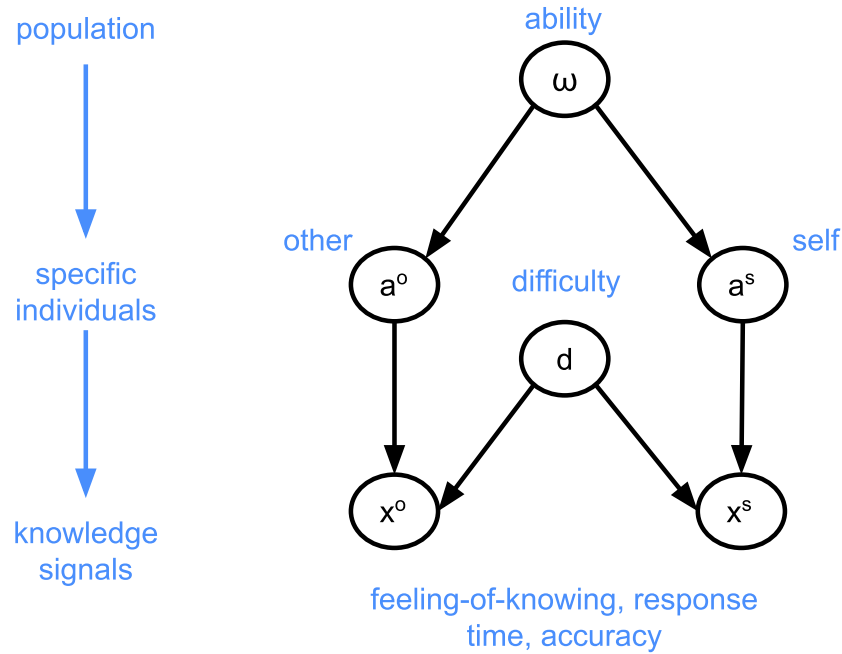 population
ability
ω
other
self
specific
individuals
aᵒ
difficulty
aˢ
d
xᵒ
xˢ
knowledge
signals
feeling-of-knowing, response
time, accuracy